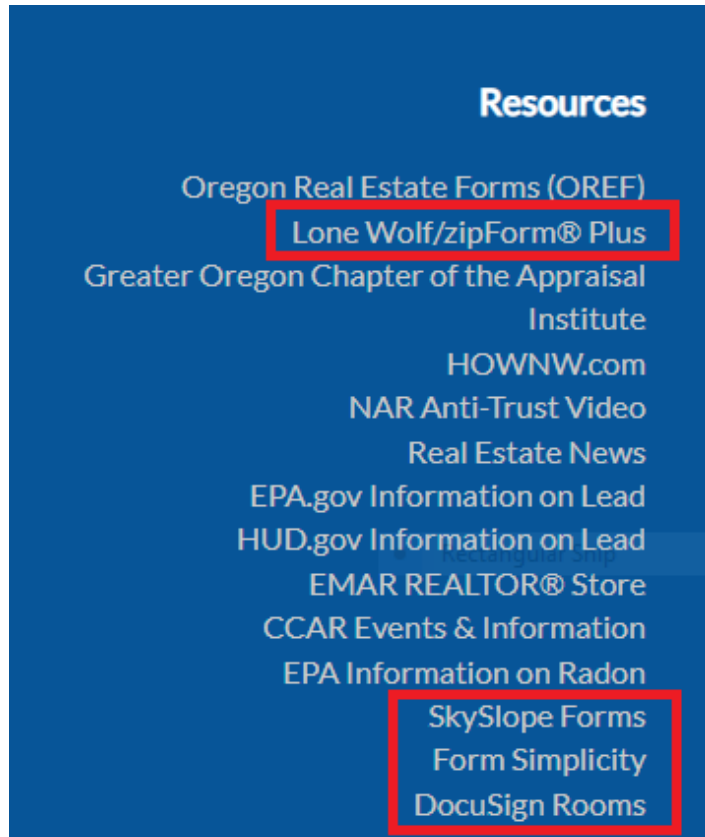 Resources
Oregon Real Estate Forms (OREF)
Lone Wolf/zipForm® Plus
Greater Oregon Chapter of the Appraisal
Institute
HOWNW.com
NAR Anti-Trust Video
Real Estate News
EPA.gov Information on Lead
HUD.gov Information on Lead
Rectangular Snip
EMAR REALTOR® Store
CCAR Events & Information
EPA Information on Radon
SkySlope Forms
Form Simplicity
DocuSign Rooms